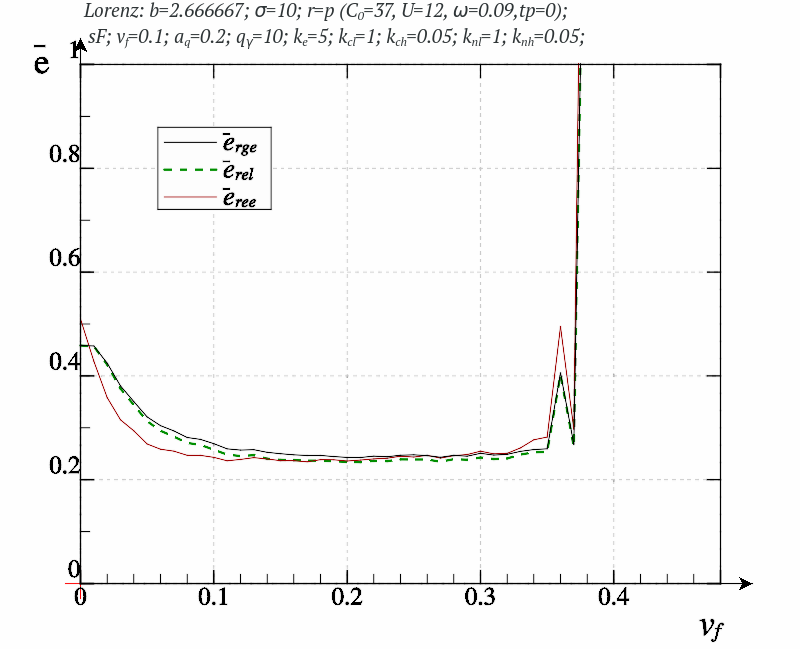 Lorenz: b=2.666667; σ=10; r=p (C₀=37, U=12, ω=0.09,tp=0);
sF; v_f=0.1; a_q=0.2; q_γ=10; k_e=5; k_cl=1; k_ch=0.05; k_nl=1; k_nh=0.05;
ē
1
0.8
0.6
0.4
0.2
0
ē_rge
ē_rel
ē_ree
0 0.1 0.2 0.3 0.4
v_f